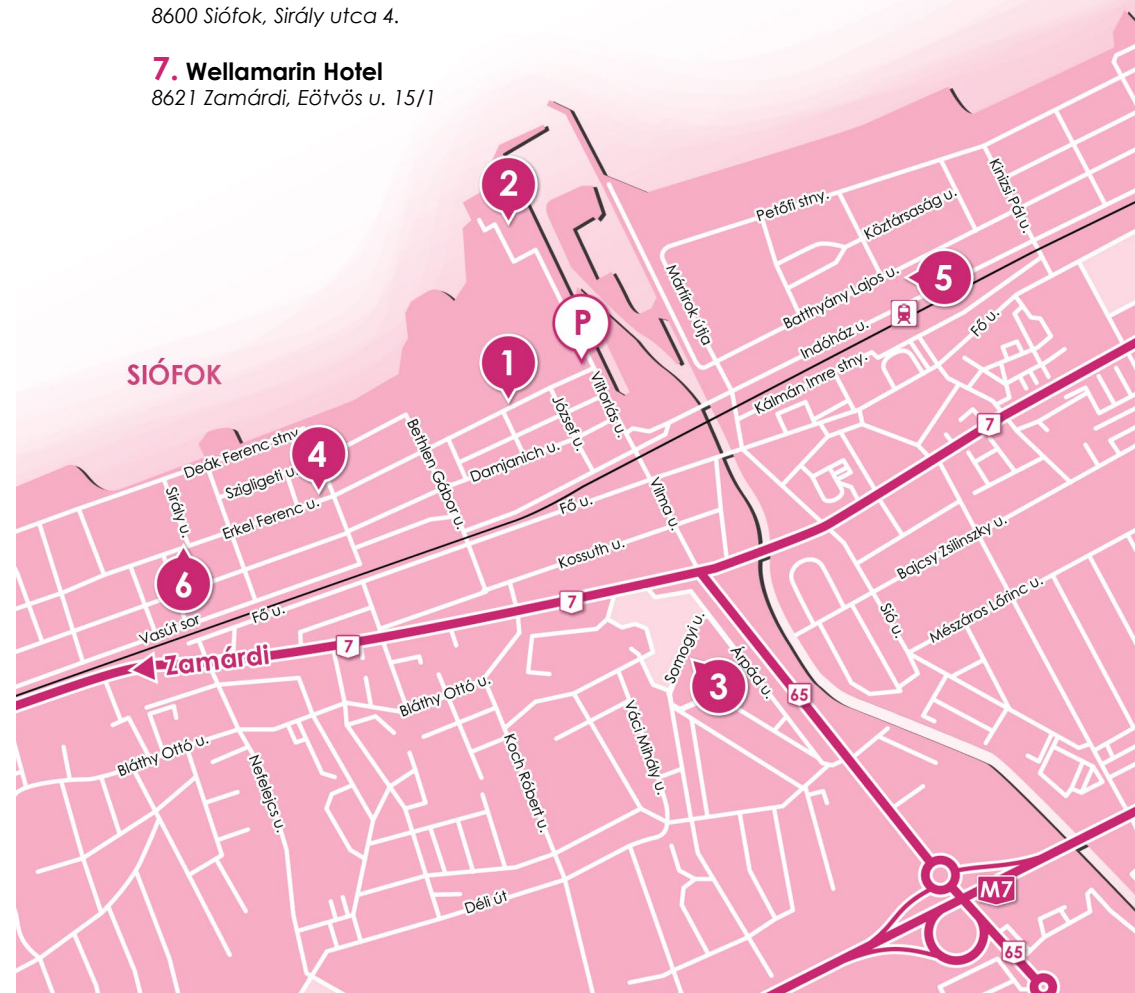 8600 Siófok, Sirály utca 4.
7. Wellamarin Hotel
8621 Zamárdi, Eötvös u. 15/1
2
Petőfi stny.
Köztársaság u.
Kinizsi Pál u.
Mártírok útja
Batthyány Lajos u.
5
P
Indóház u.
Fő u.
SIÓFOK
1
Kálmán Imre stny.
Viltorlás u.
József u.
7
Bethlen Gábor u.
Deák Ferenc stny.
4
Szigligeti u.
Damjanich u.
Sirály u.
Erkel Ferenc u.
Fő u.
Vilma u.
6
Kossuth u.
Bajcsy Zsilinszky u.
7
Sió u.
Mészáros Lőrinc u.
Vasút sor
Fő u.
7
Zamárdi
Somogyi u.
Árpád u.
3
65
Bláthy Ottó u.
Váci Mihály u.
Bláthy Ottó u.
Nefelejcs u.
Koch Róbert u.
Déli út
M7
65